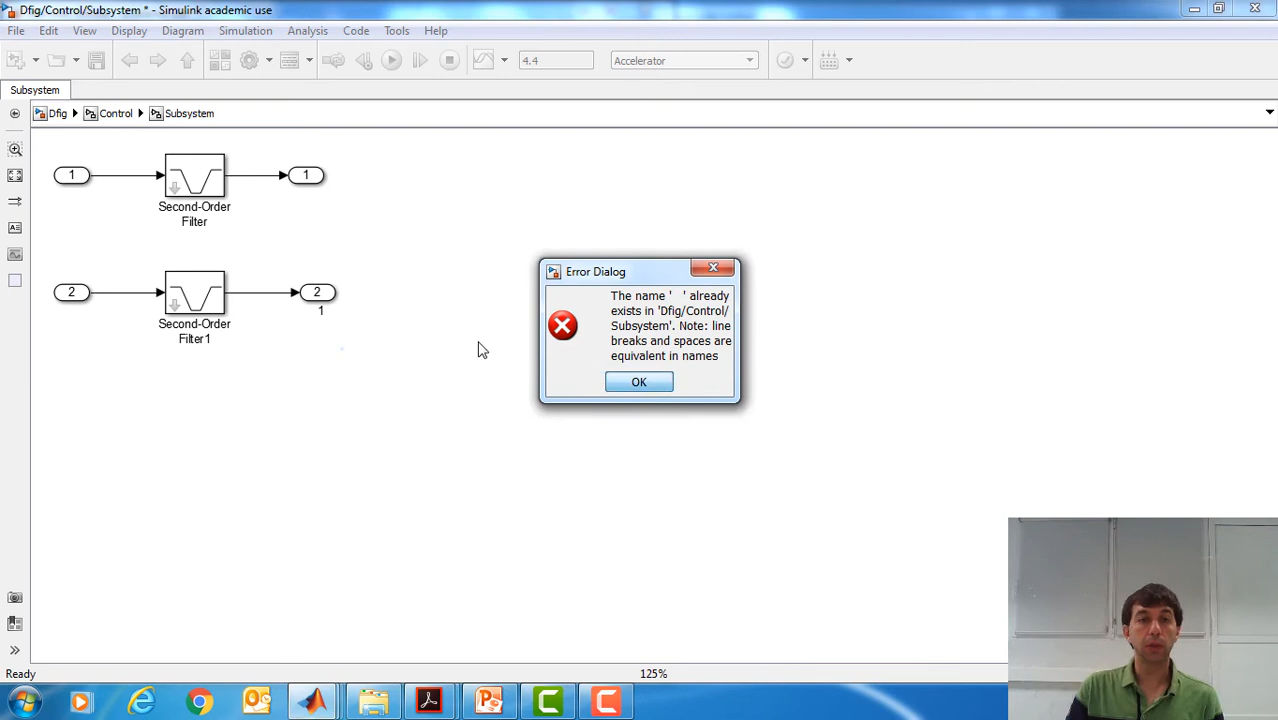 Dfig/Control/Subsystem * - Simulink academic use
File Edit View Display Diagram Simulation Analysis Code Tools Help
4.4
Accelerator
Subsystem
Dfig Control Subsystem
1
1
Second-Order
Filter
2
2
1
Second-Order
Filter1
Error Dialog
The name ' ' already
exists in 'Dfig/Control/
Subsystem'. Note: line
breaks and spaces are
equivalent in names
OK
Ready
125%